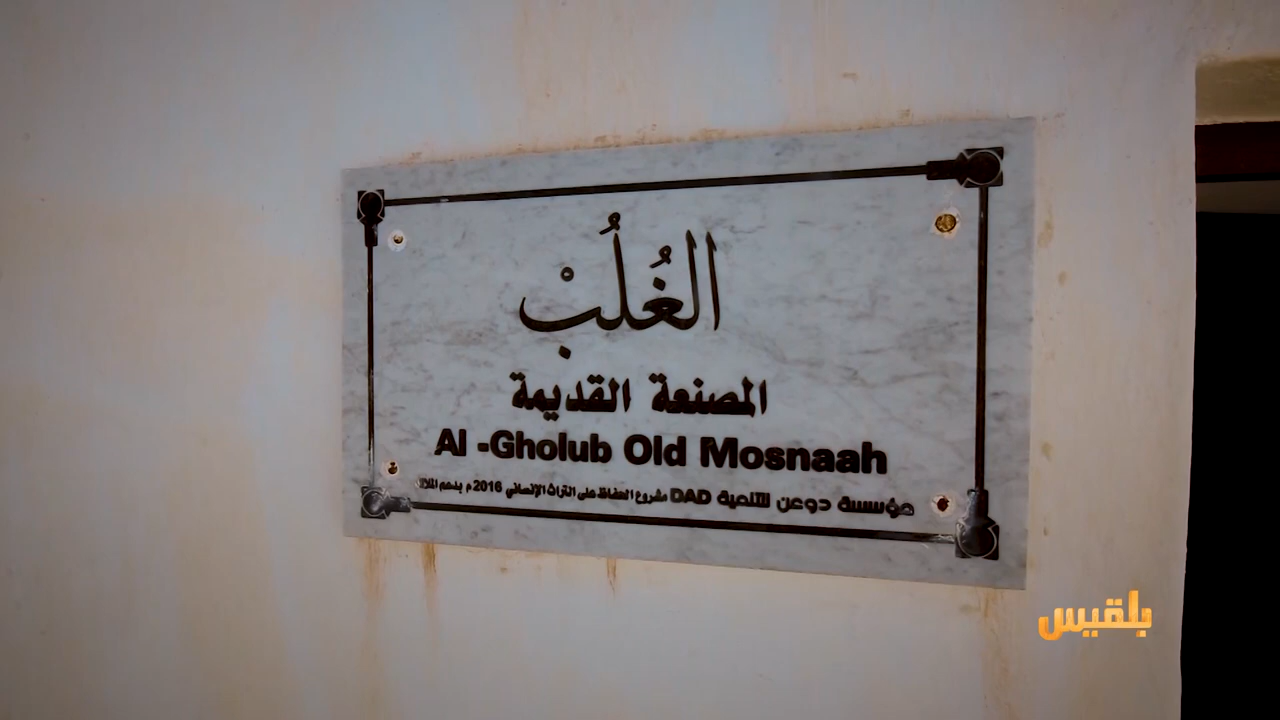 الغُلُبْ
المصنعة القديمة
Al -Gholub Old Mosnaah
مؤسسة دوعن للتنمية DAD مشروع الحفاظ على التراث الإنساني 2016م بدعم
بلقيس